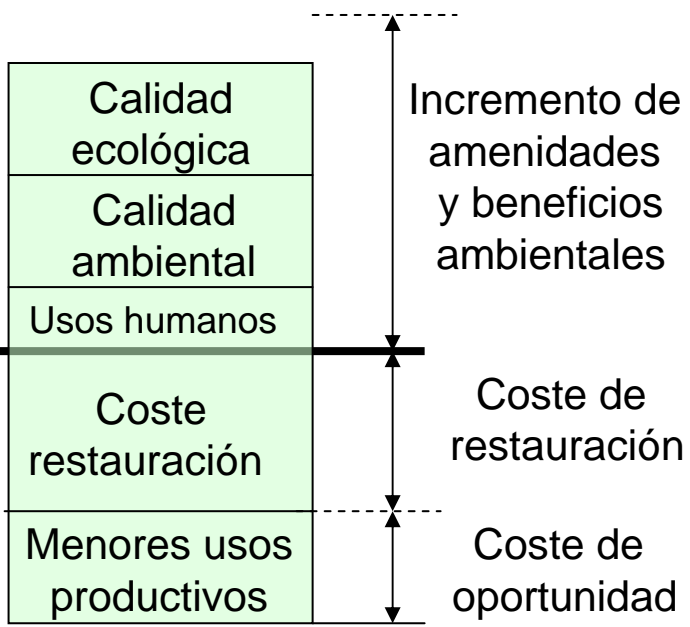 Calidad
ecológica
Calidad
ambiental
Usos humanos
Coste
restauración
Menores usos
productivos
Incremento de
amenidades
y beneficios
ambientales
Coste de
restauración
Coste de
oportunidad